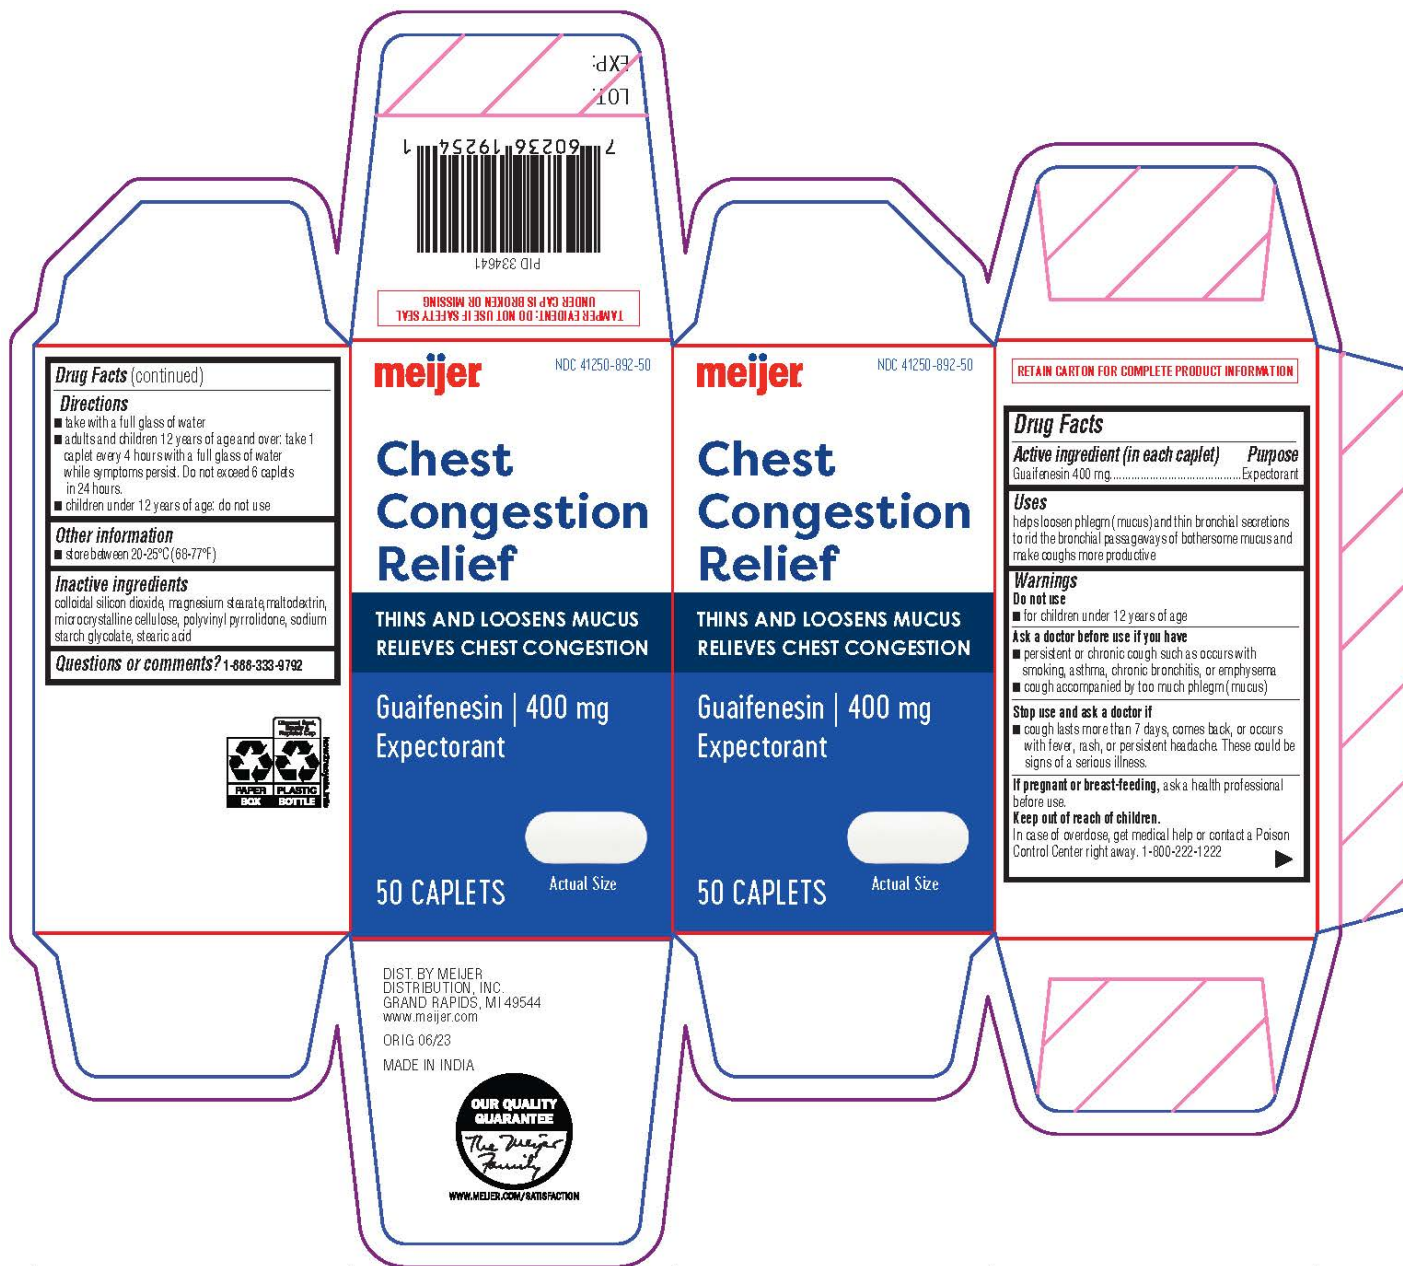 LOT:
EXP:
7 60236 19254 1
PID 334641
TAMPER EVIDENT: DO NOT USE IF SAFETY SEAL
UNDER CAP IS BROKEN OR MISSING
Drug Facts (continued)
Directions
■ take with a full glass of water
■ adults and children 12 years of age and over: take 1
caplet every 4 hours with a full glass of water
while symptoms persist. Do not exceed 6 caplets
in 24 hours.
■ children under 12 years of age: do not use
Other information
■ store between 20-25°C (68-77°F)
Inactive ingredients
colloidal silicon dioxide, magnesium stearate, maltodextrin,
microcrystalline cellulose, polyvinyl pyrrolidone, sodium
starch glycolate, stearic acid
Questions or comments? 1-888-333-9792
PAPER
BOX
PLASTIC
BOTTLE
how2recycle.info
meijer
NDC 41250-892-50
Chest
Congestion
Relief
THINS AND LOOSENS MUCUS
RELIEVES CHEST CONGESTION
Guaifenesin | 400 mg
Expectorant
50 CAPLETS
Actual Size
meijer
NDC 41250-892-50
Chest
Congestion
Relief
THINS AND LOOSENS MUCUS
RELIEVES CHEST CONGESTION
Guaifenesin | 400 mg
Expectorant
50 CAPLETS
Actual Size
RETAIN CARTON FOR COMPLETE PRODUCT INFORMATION
Drug Facts
Active ingredient (in each caplet) Purpose
Guaifenesin 400 mg............................................Expectorant
Uses
helps loosen phlegm (mucus) and thin bronchial secretions
to rid the bronchial passageways of bothersome mucus and
make coughs more productive
Warnings
Do not use
■ for children under 12 years of age
Ask a doctor before use if you have
■ persistent or chronic cough such as occurs with
smoking, asthma, chronic bronchitis, or emphysema
■ cough accompanied by too much phlegm (mucus)
Stop use and ask a doctor if
■ cough lasts more than 7 days, comes back, or occurs
with fever, rash, or persistent headache. These could be
signs of a serious illness.
If pregnant or breast-feeding, ask a health professional
before use.
Keep out of reach of children.
In case of overdose, get medical help or contact a Poison
Control Center right away. 1-800-222-1222
DIST. BY MEIJER
DISTRIBUTION, INC.
GRAND RAPIDS, MI 49544
www.meijer.com
ORIG 06/23
MADE IN INDIA
OUR QUALITY
GUARANTEE
The Meijer
Family
WWW.MEIJER.COM/SATISFACTION